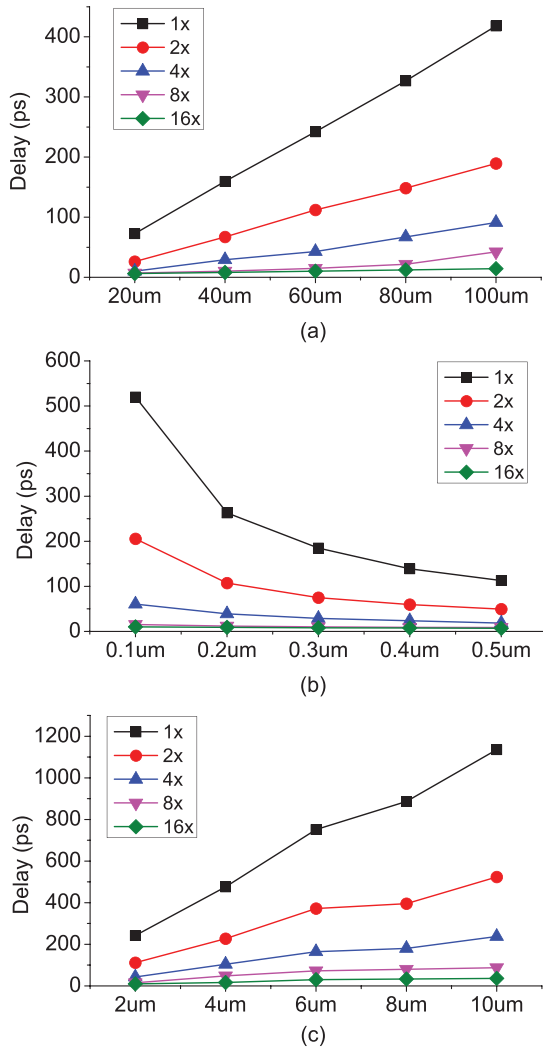 400
300
200
100
0
Delay (ps)
1x
2x
4x
8x
16x
20um 40um 60um 80um 100um
(a)
600
500
400
300
200
100
0
Delay (ps)
1x
2x
4x
8x
16x
0.1um 0.2um 0.3um 0.4um 0.5um
(b)
1200
1000
800
600
400
200
0
Delay (ps)
1x
2x
4x
8x
16x
2um 4um 6um 8um 10um
(c)